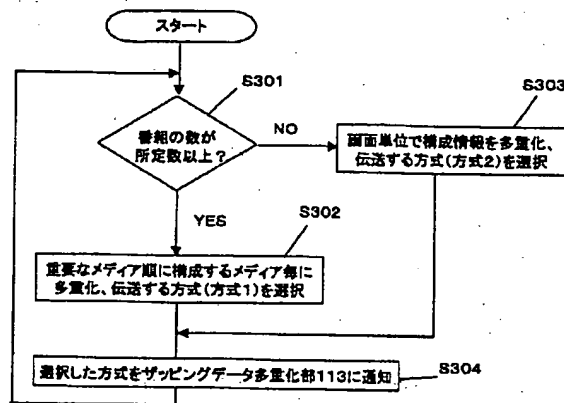 スタート
S301
番組の数が
所定数以上?
NO
S303
画面単位で構成情報を多重化、
伝送する方式(方式2)を選択
YES
S302
重要なメディア順に構成するメディア毎に
多重化、伝送する方式(方式1)を選択
選択した方式をザッピングデータ多重化部113に通知
S304